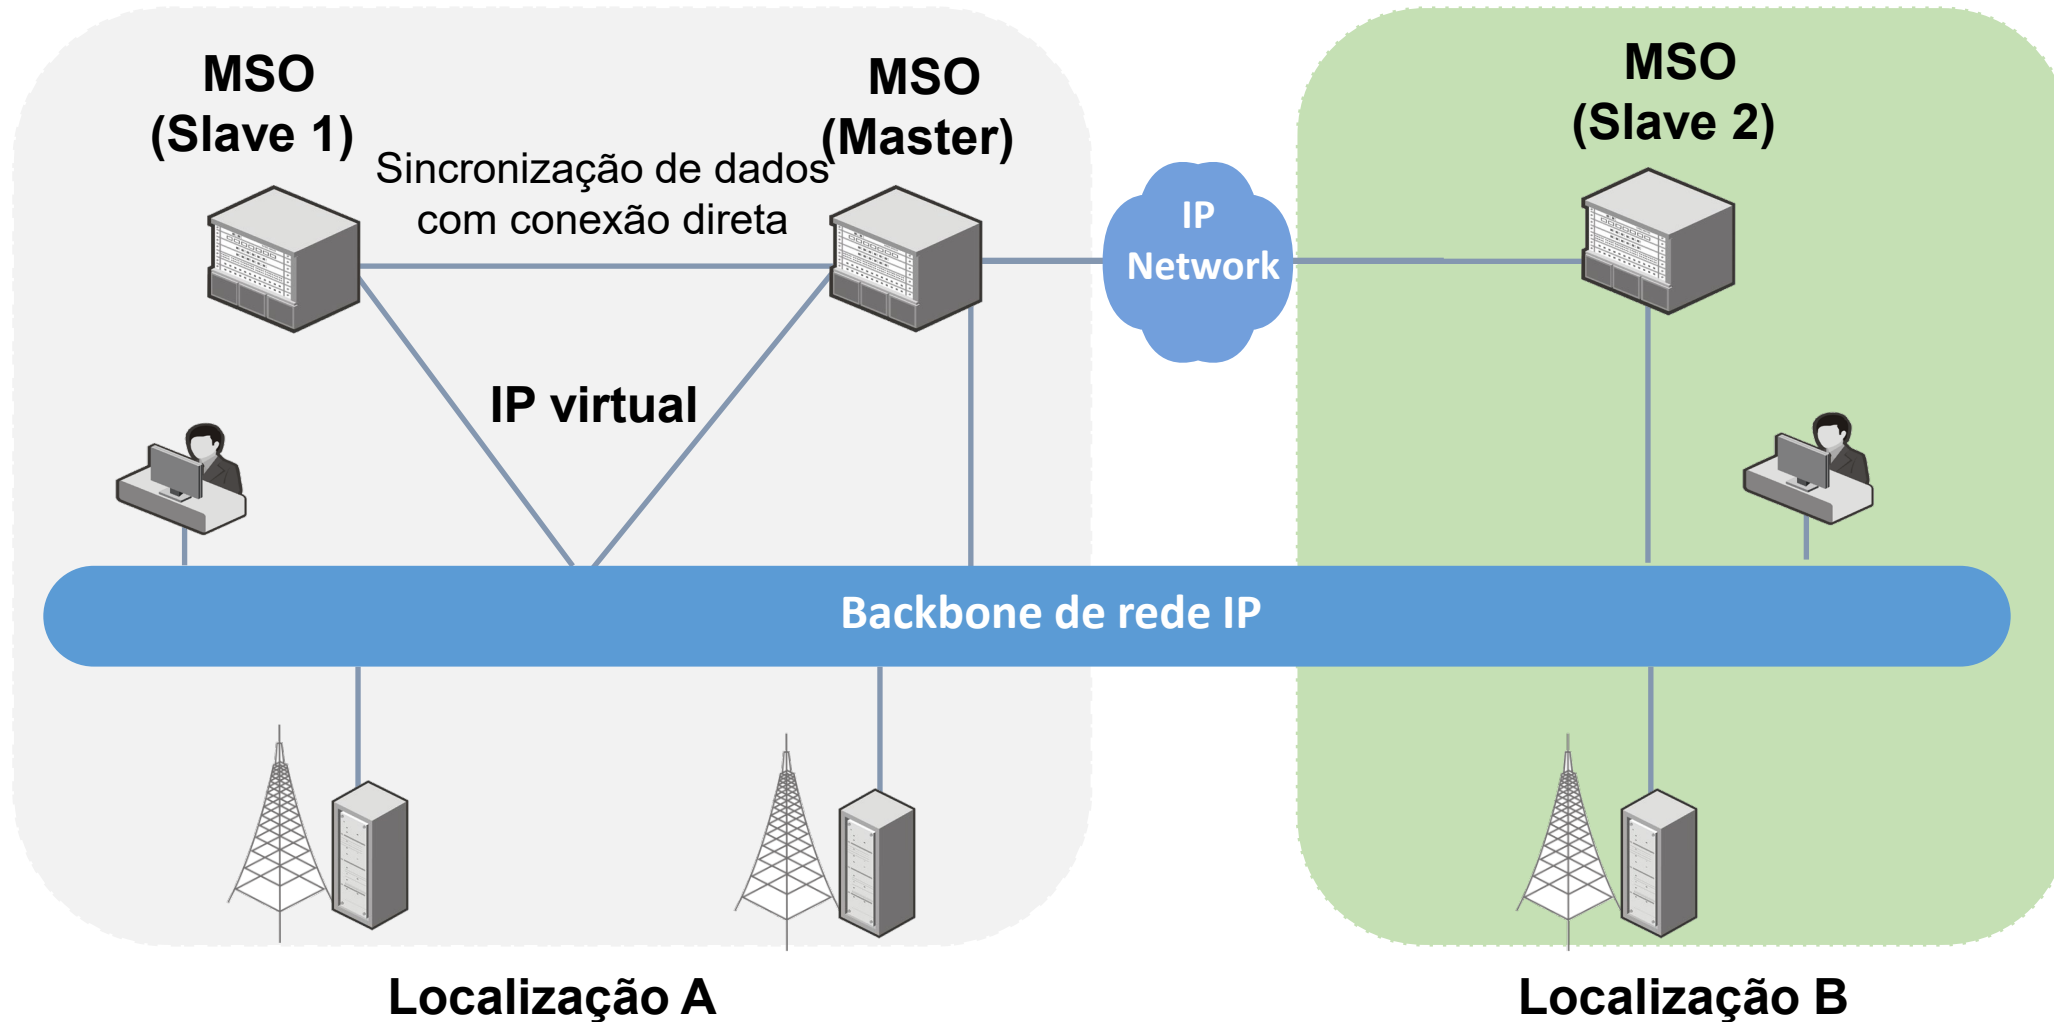 MSO
(Slave 1)
MSO
(Master)
MSO
(Slave 2)
Sincronização de dados
com conexão direta
IP
Network
IP virtual
Backbone de rede IP
Localização A
Localização B